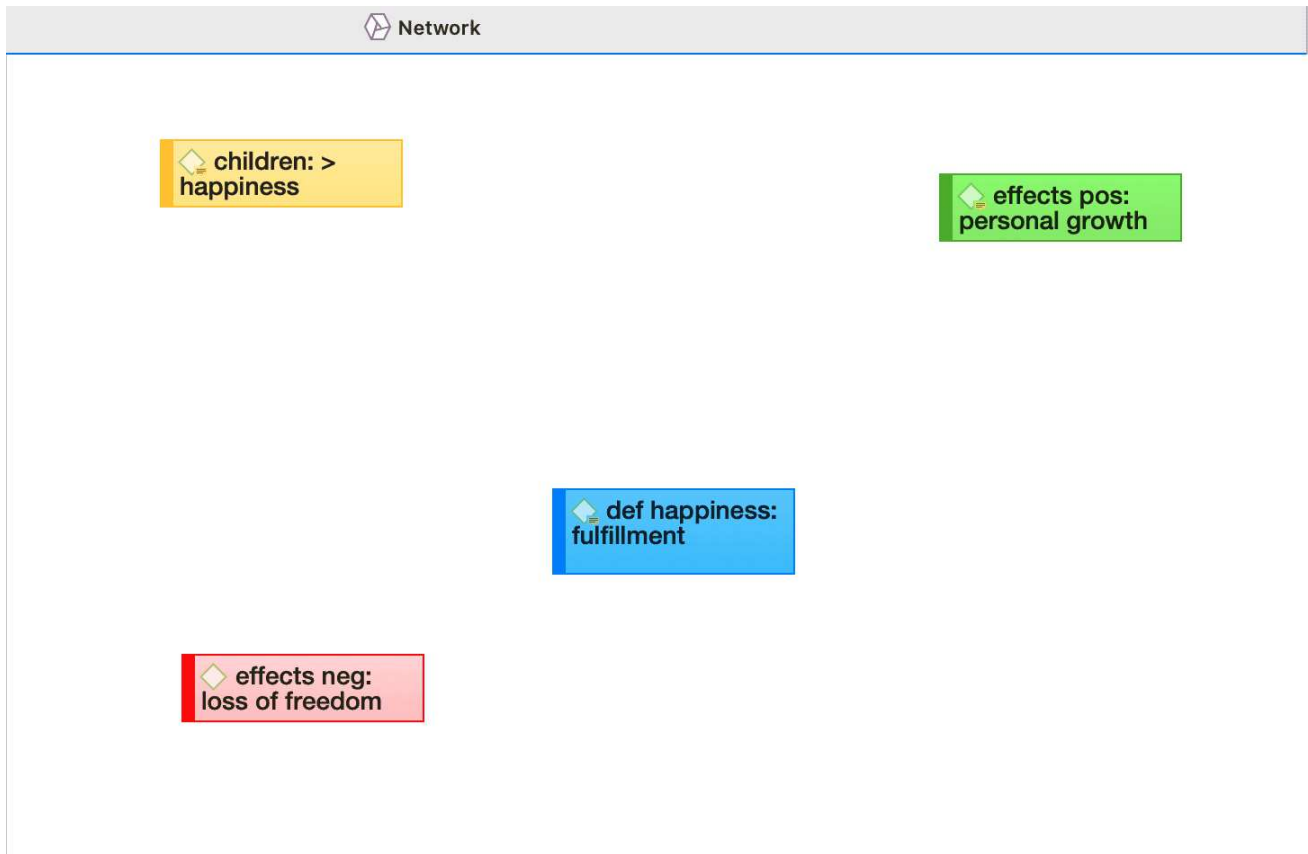 Network
children: >
happiness
effects pos:
personal growth
def happiness:
fulfillment
effects neg:
loss of freedom